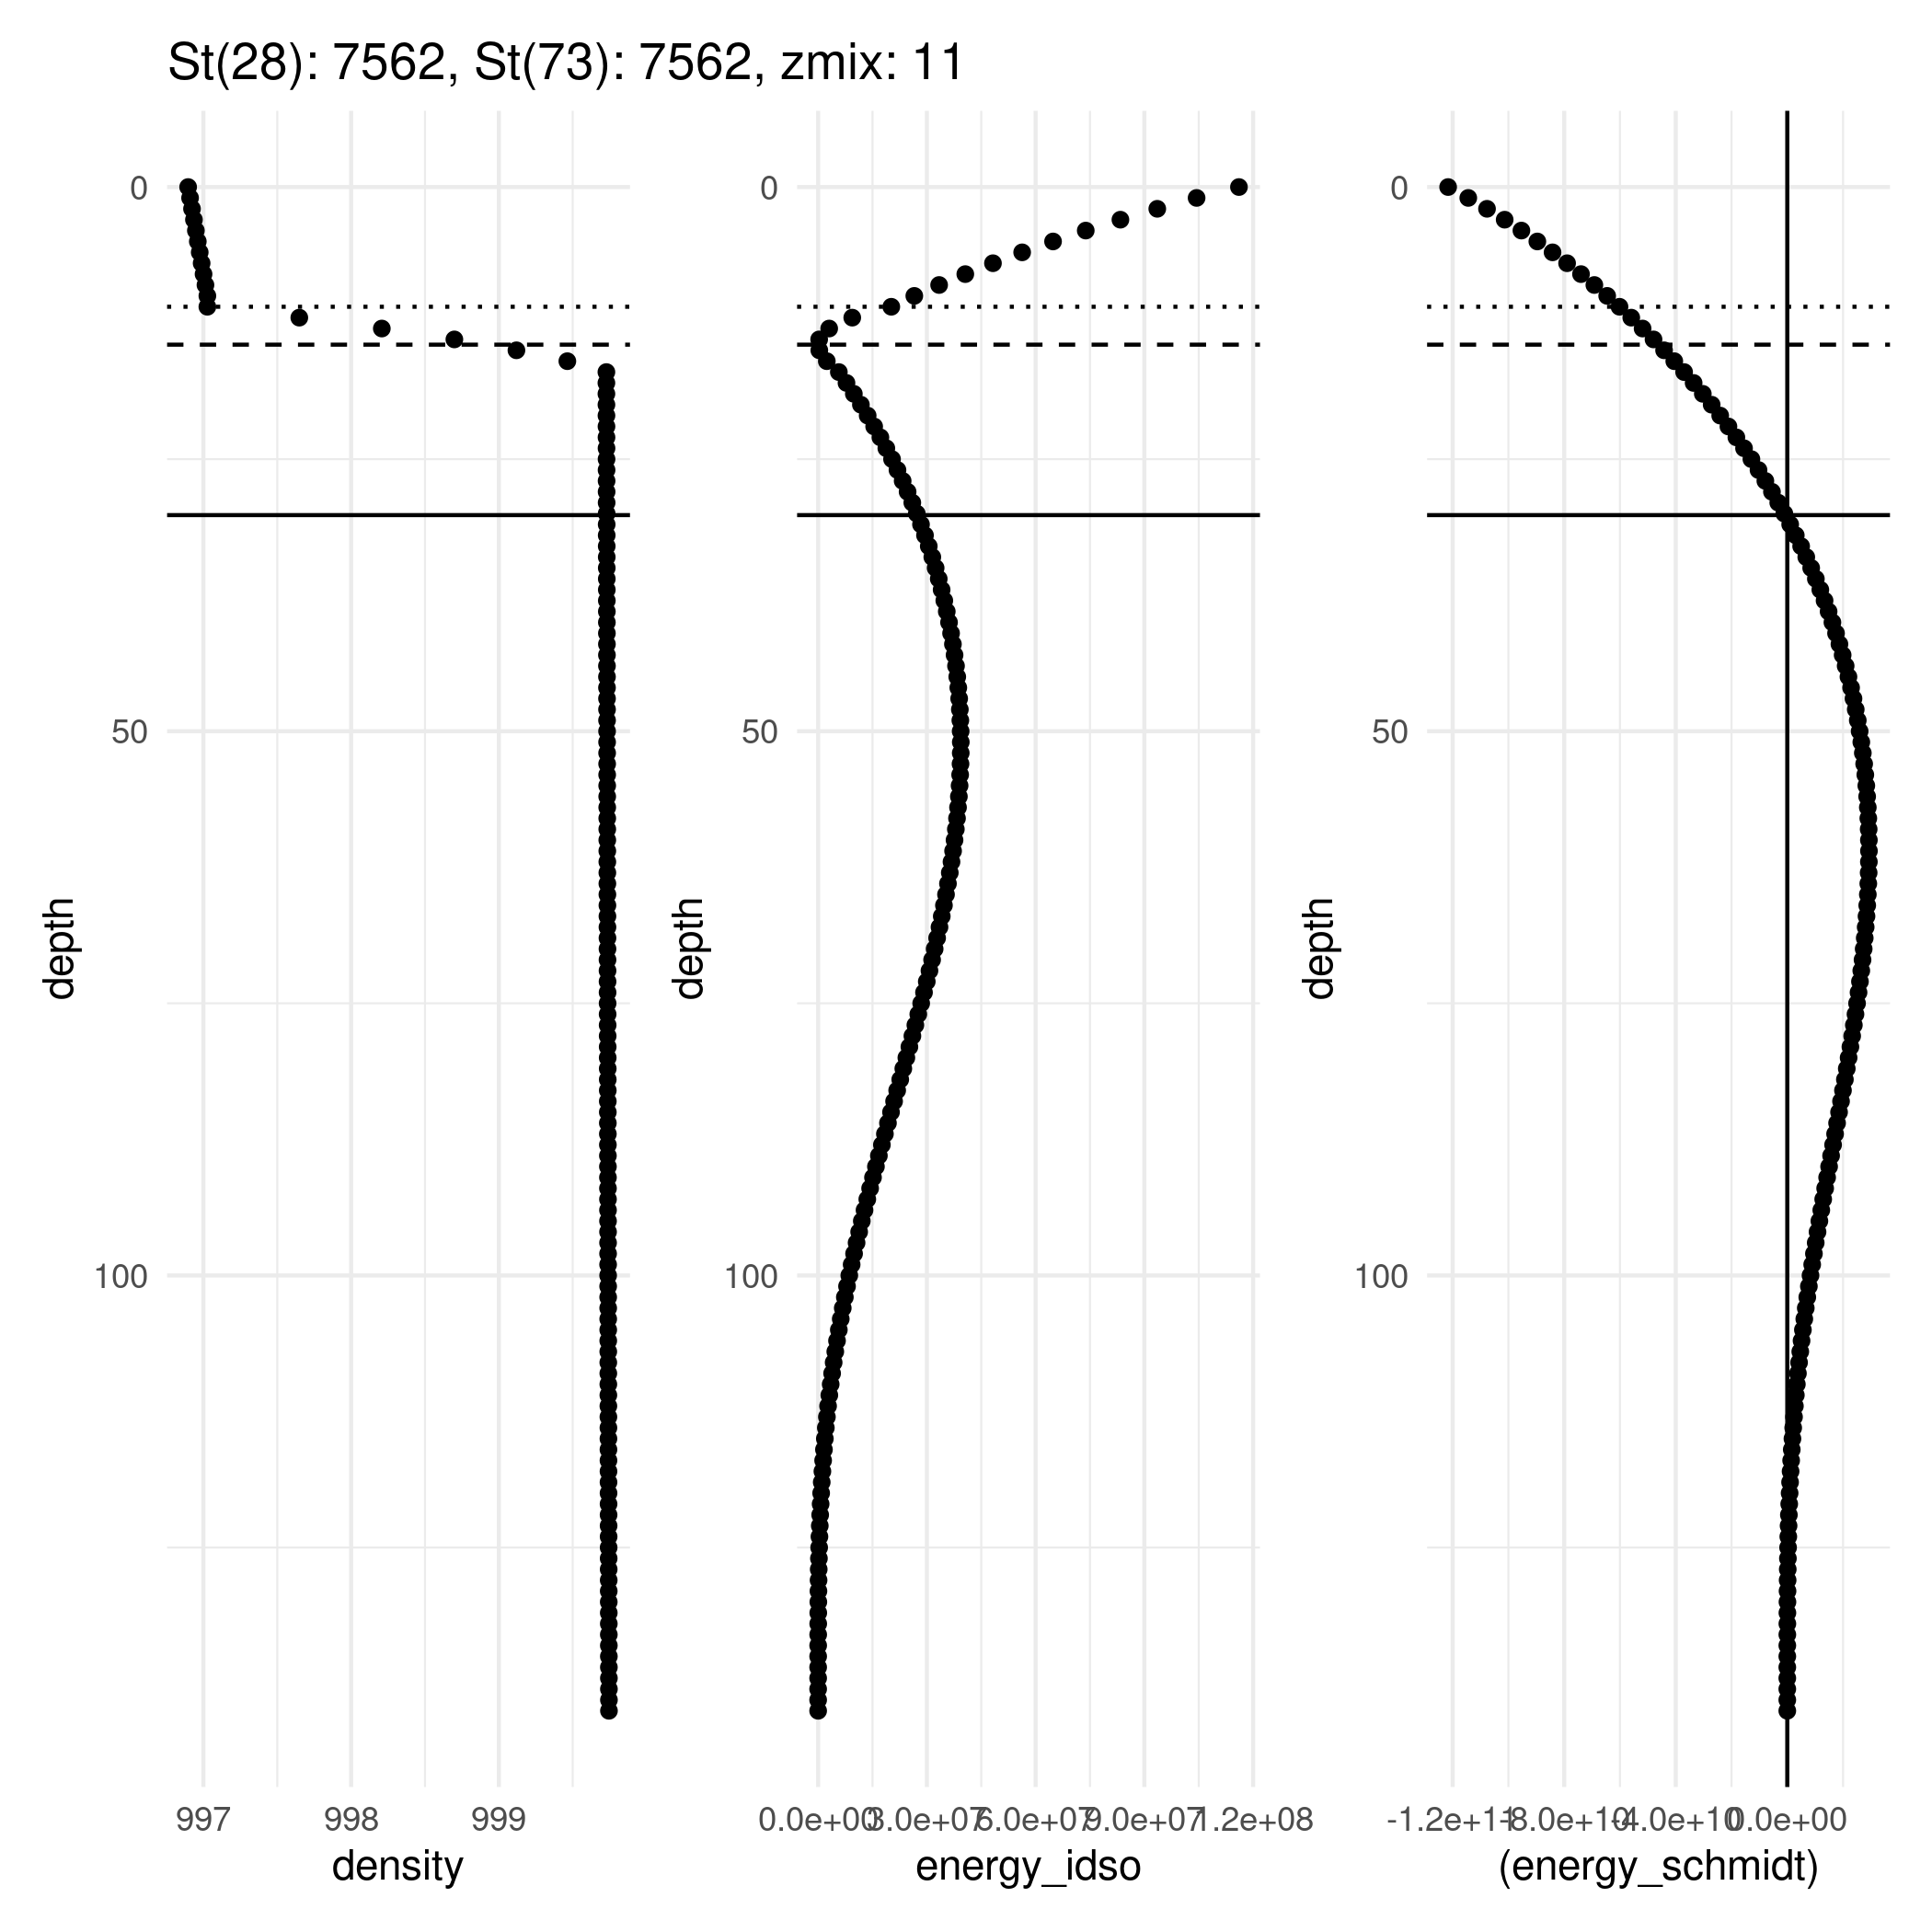 St(28): 7562, St(73): 7562, zmix: 11
0
50
100
depth
997 998 999
density
0
50
100
depth
0.0e+00 3.0e+07 6.0e+07 9.0e+07 1.2e+08
energy_idso
0
50
100
depth
-1.2e+11 -8.0e+10 -4.0e+10 0.0e+00
(energy_schmidt)